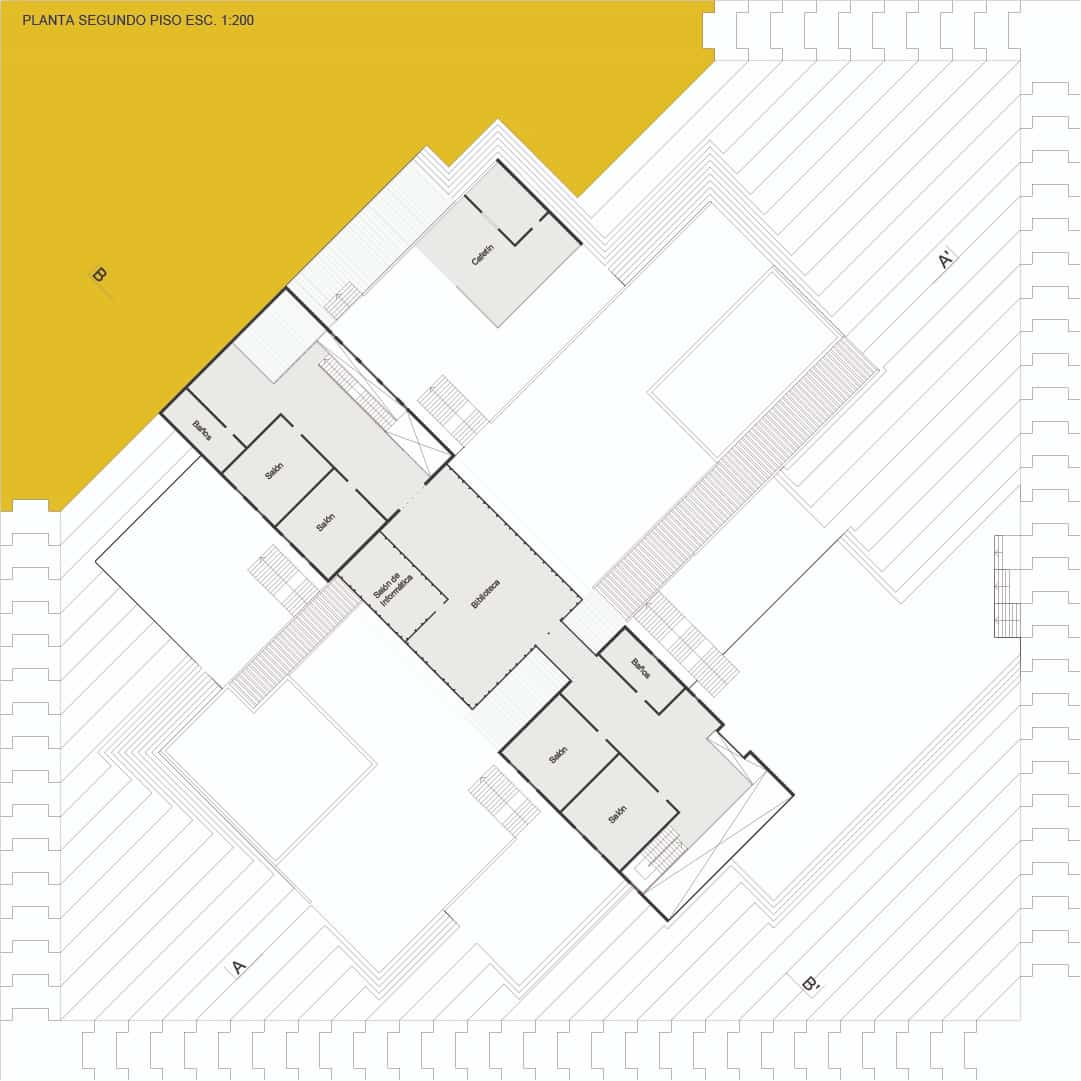 PLANTA SEGUNDO PISO ESC. 1:200
A'
B
Cafetín
Baños
Salón
Salón
Salón de
Informática
Biblioteca
Baños
Salón
Salón
A
B'